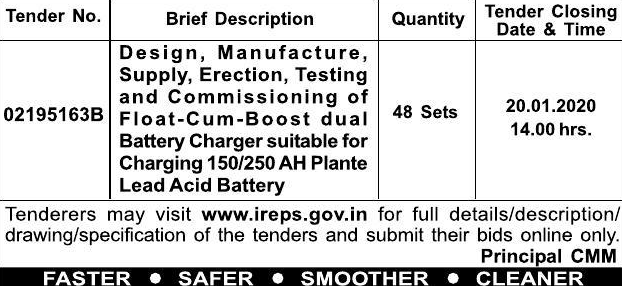 Tender No. Brief Description Quantity Tender Closing
Date & Time
02195163B Design, Manufacture,
Supply, Erection, Testing
and Commissioning of
Float-Cum-Boost dual
Battery Charger suitable for
Charging 150/250 AH Plante
Lead Acid Battery
48 Sets
20.01.2020
14.00 hrs.
Tenderers may visit www.ireps.gov.in for full details/description/
drawing/specification of the tenders and submit their bids online only.
Principal CMM
FASTER ● SAFER ● SMOOTHER ● CLEANER